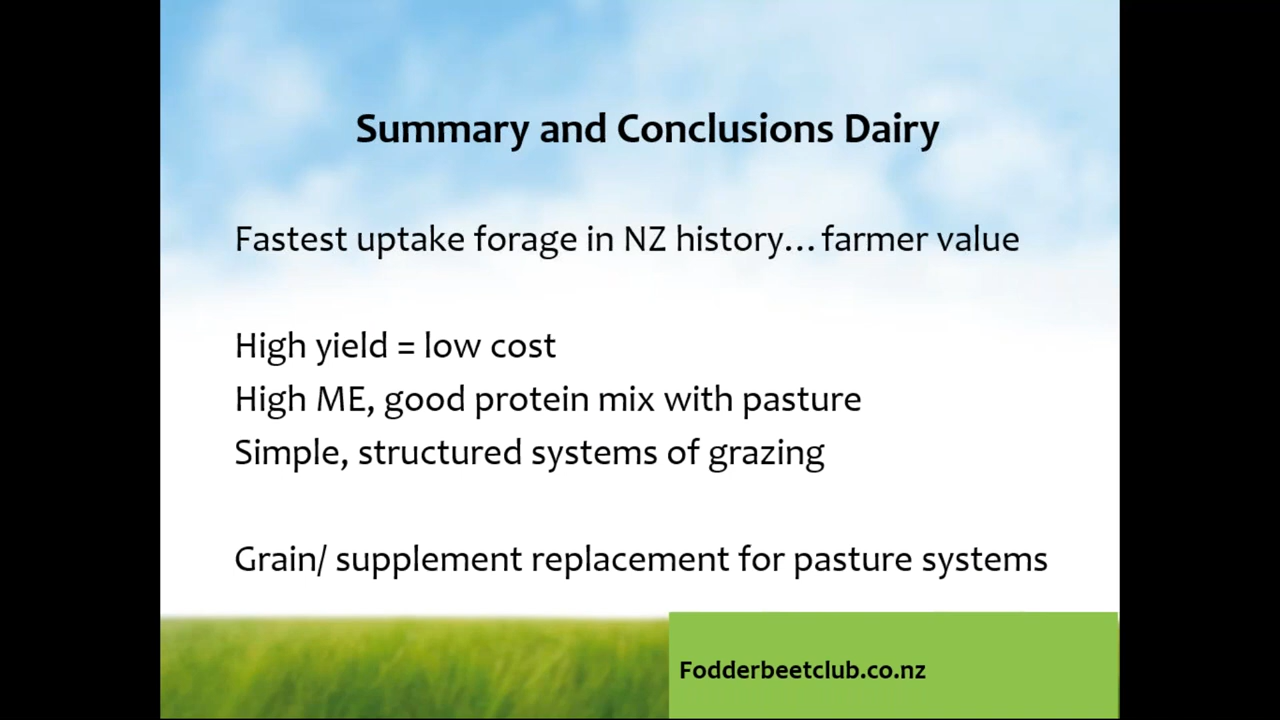 Summary and Conclusions Dairy
Fastest uptake forage in NZ history... farmer value
High yield = low cost
High ME, good protein mix with pasture
Simple, structured systems of grazing
Grain/ supplement replacement for pasture systems
Fodderbeetclub.co.nz